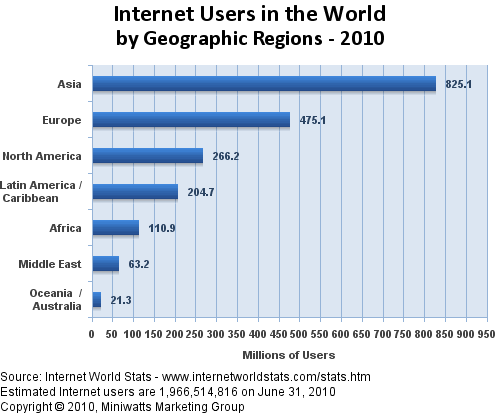 Internet Users in the World
by Geographic Regions - 2010
Asia
825.1
Europe
475.1
North America
266.2
Latin America /
Caribbean
204.7
Africa
110.9
Middle East
63.2
Oceania /
Australia
21.3
0 50 100 150 200 250 300 350 400 450 500 550 600 650 700 750 800 850 900 950
Millions of Users
Source: Internet World Stats - www.internetworldstats.com/stats.htm
Estimated Internet users are 1,966,514,816 on June 31, 2010
Copyright © 2010, Miniwatts Marketing Group